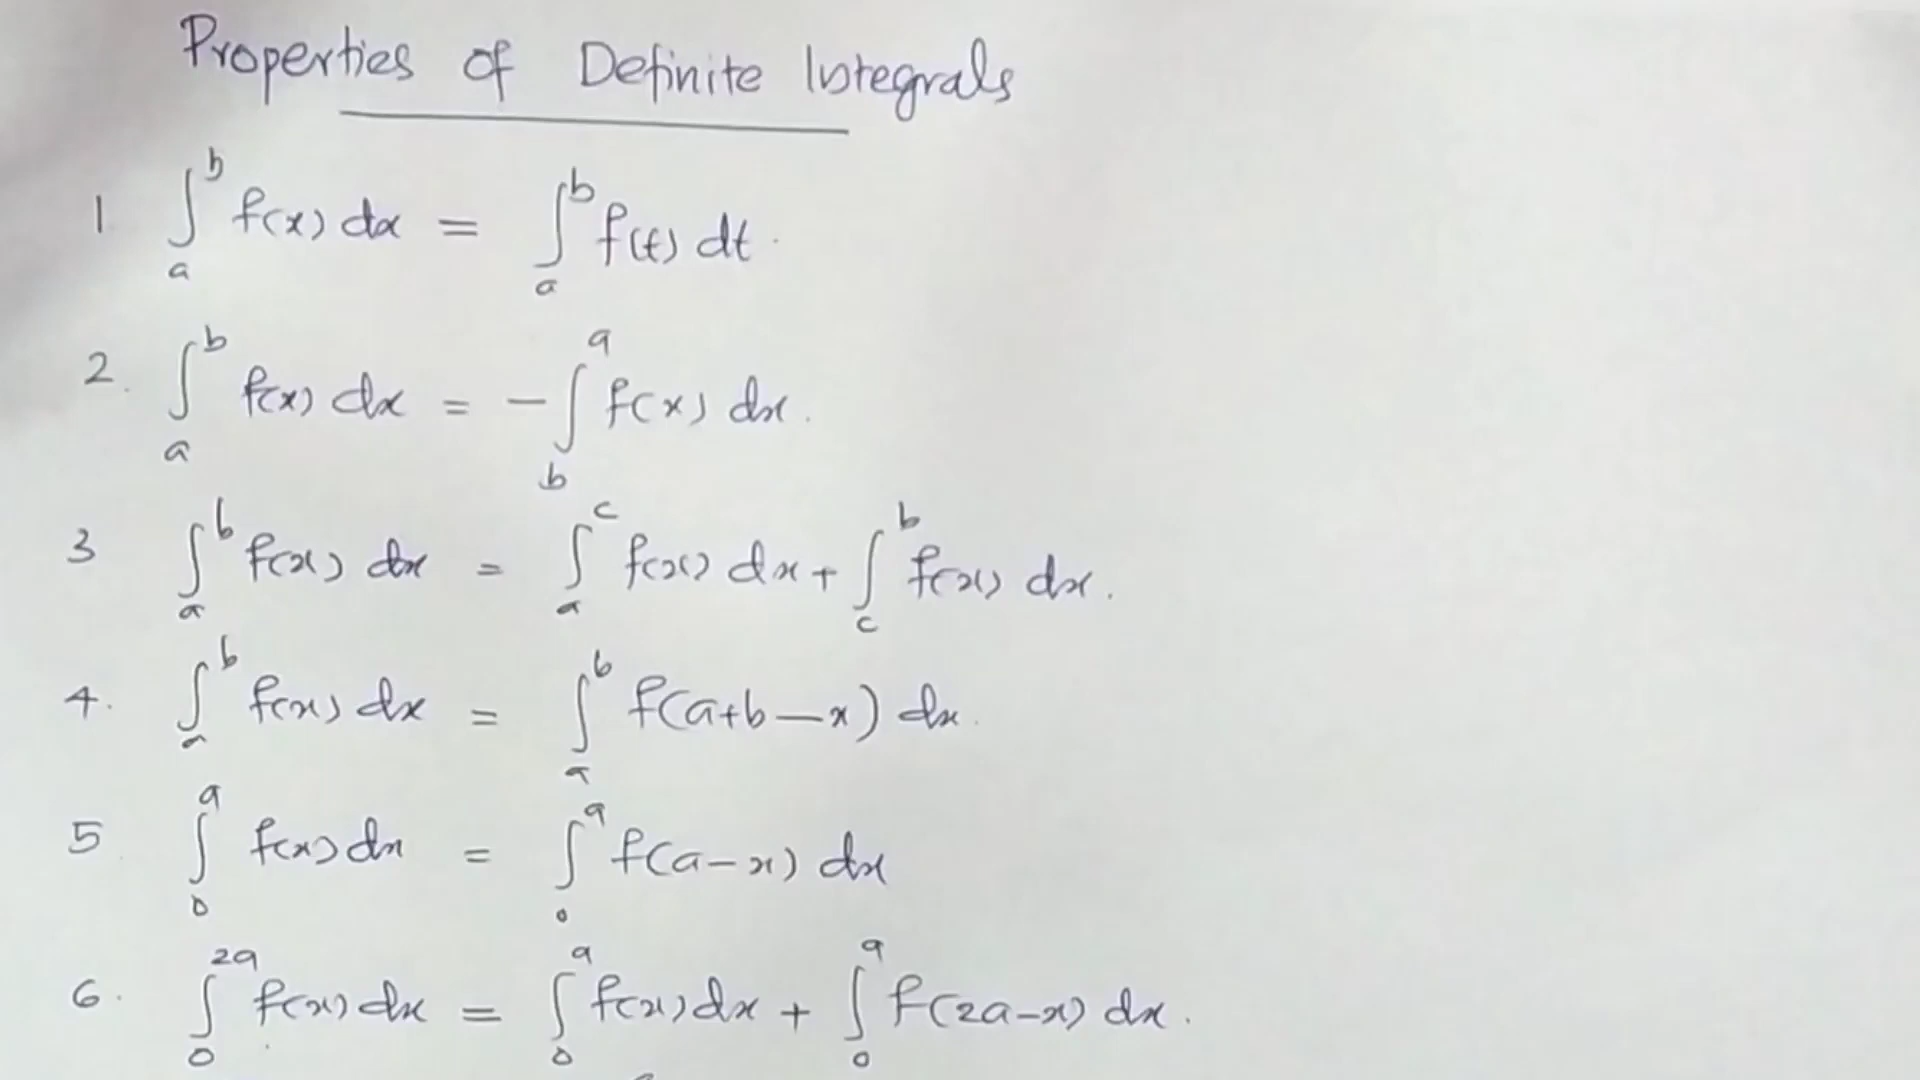 Properties of Definite Integrals
1 ∫_a^b f(x) dx = ∫_a^b f(t) dt.
2. ∫_a^b f(x) dx = -∫_b^a f(x) dx.
3 ∫_a^b f(x) dx = ∫_a^c f(x) dx + ∫_c^b f(x) dx.
4. ∫_a^b f(x) dx = ∫_a^b f(a+b-x) dx.
5. ∫_0^a f(x) dx = ∫_0^a f(a-x) dx
6. ∫_0^2a f(x) dx = ∫_0^a f(x) dx + ∫_0^a f(2a-x) dx.